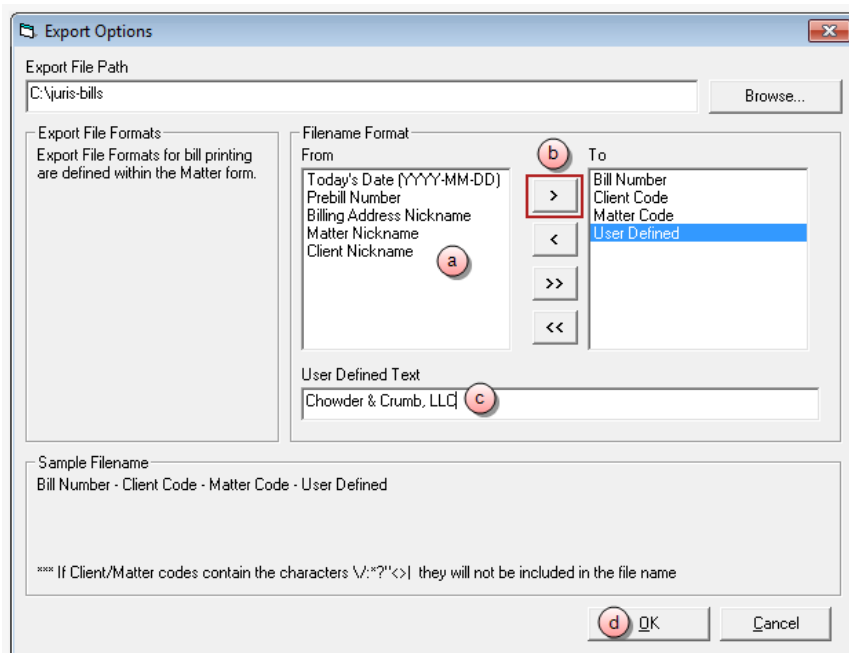 Export Options
Export File Path
C:\juris-bills
Browse...
Export File Formats
Export File Formats for bill printing
are defined within the Matter form.
Filename Format
From
Today's Date (YYYY-MM-DD)
Prebill Number
Billing Address Nickname
Matter Nickname
Client Nickname
a
b
>
<
>>
<<
To
Bill Number
Client Code
Matter Code
User Defined
User Defined Text
Chowder & Crumb, LLC
c
Sample Filename
Bill Number - Client Code - Matter Code - User Defined
*** If Client/Matter codes contain the characters \/:*?"<>| they will not be included in the file name
d
OK
Cancel